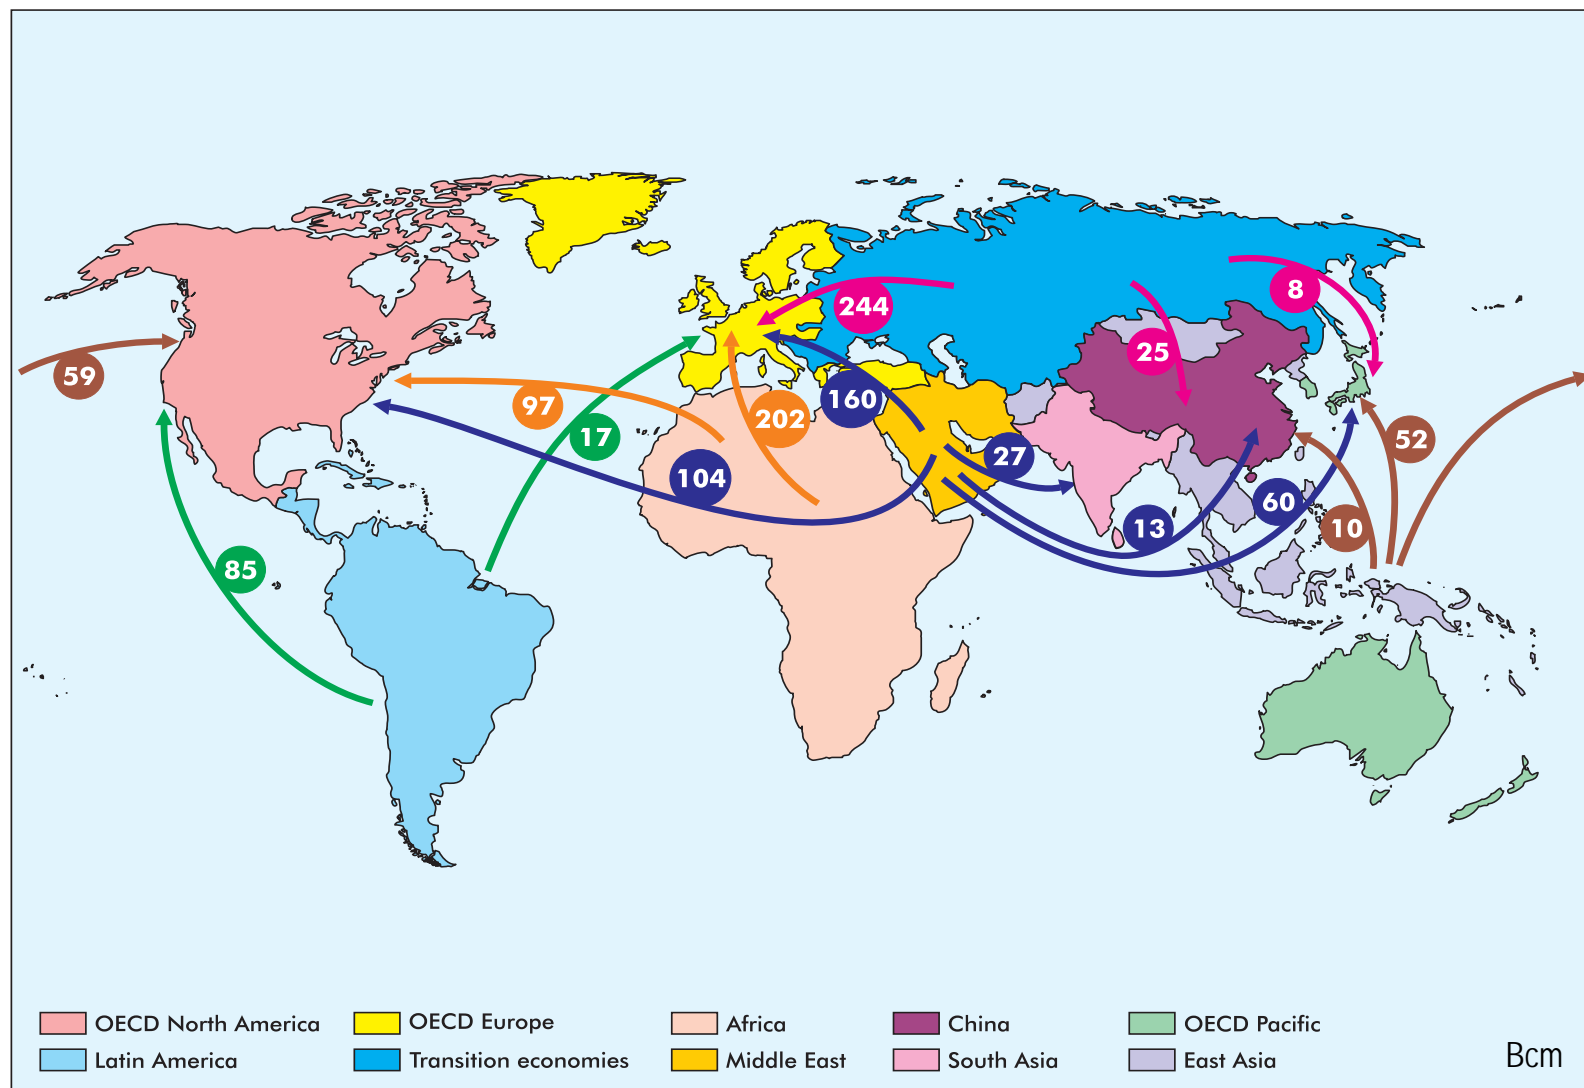 244
8
25
59
160
97
202
17
52
27
104
60
13
10
85
OECD North America
OECD Europe
Africa
China
OECD Pacific
Latin America
Transition economies
Middle East
South Asia
East Asia
Bcm